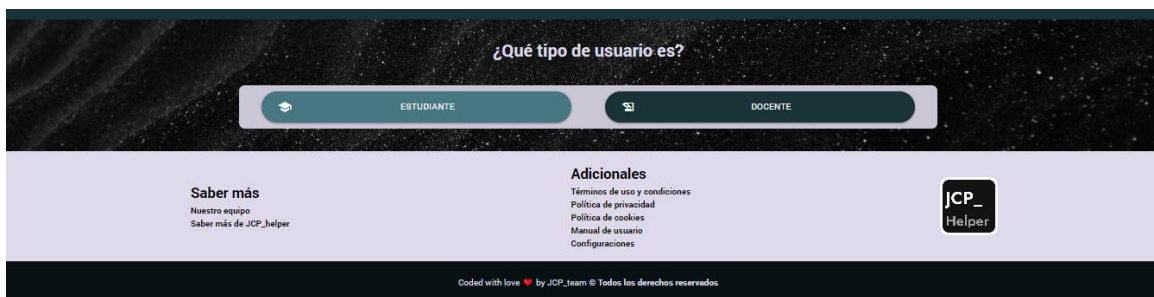 ¿Qué tipo de usuario es?
ESTUDIANTE
DOCENTE
Saber más
Nuestro equipo
Saber más de JCP_helper
Adicionales
Términos de uso y condiciones
Política de privacidad
Política de cookies
Manual de usuario
Configuraciones
JCP_
Helper
Coded with love ❤ by JCP_team © Todos los derechos reservados